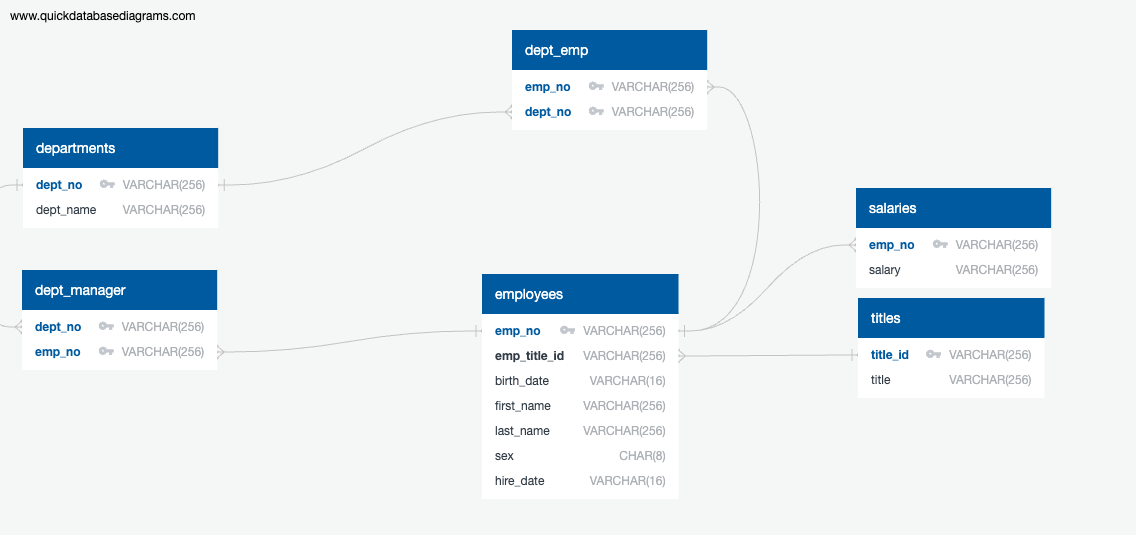 www.quickdatabasediagrams.com
dept_emp
emp_no VARCHAR(256)
dept_no VARCHAR(256)
departments
dept_no VARCHAR(256)
dept_name VARCHAR(256)
salaries
emp_no VARCHAR(256)
salary VARCHAR(256)
dept_manager
dept_no VARCHAR(256)
emp_no VARCHAR(256)
employees
emp_no VARCHAR(256)
emp_title_id VARCHAR(256)
birth_date VARCHAR(16)
first_name VARCHAR(256)
last_name VARCHAR(256)
sex CHAR(8)
hire_date VARCHAR(16)
titles
title_id VARCHAR(256)
title VARCHAR(256)